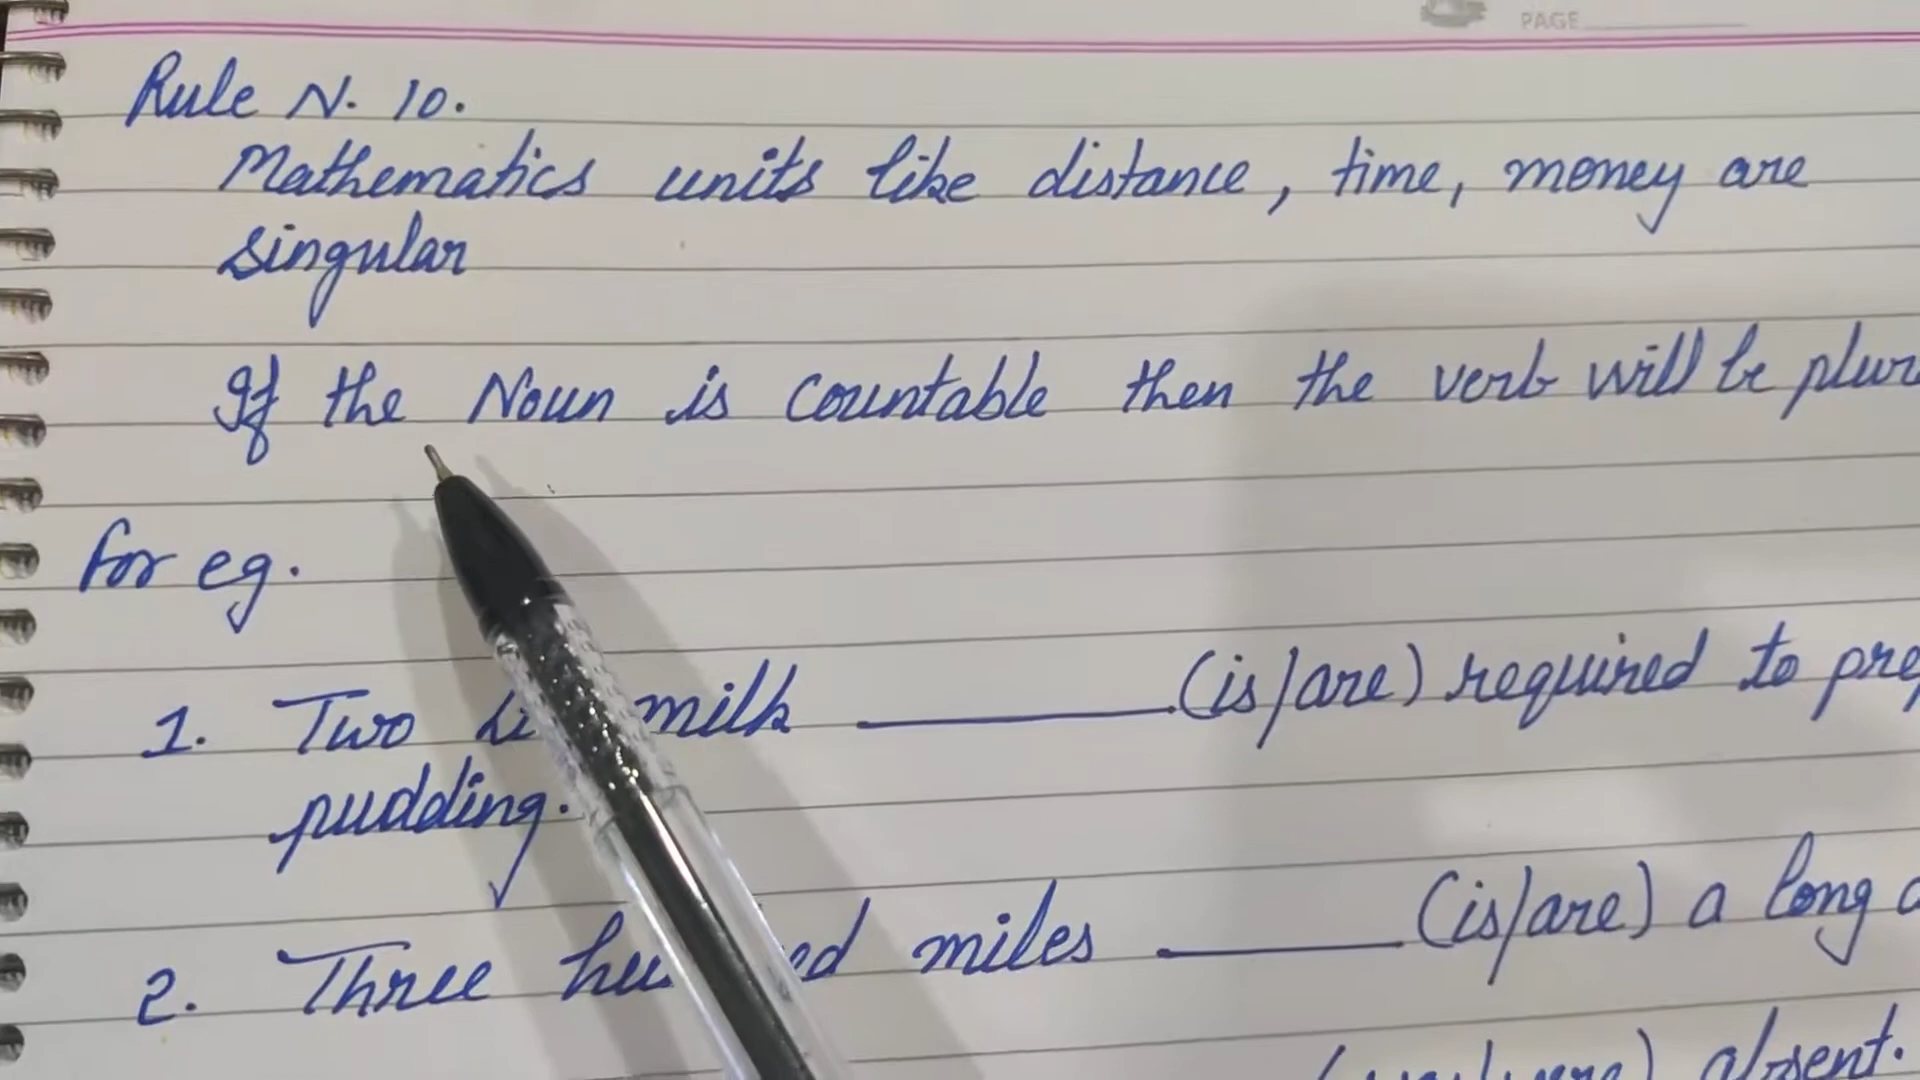 PAGE
Rule N. 10.
Mathematics units like distance, time, money are
singular
If the Noun is countable then the verb will be
for eg.
1. Two milk ______ (is/are) required to
pudding.
2. Three miles ______ (is/are) a long
absent.